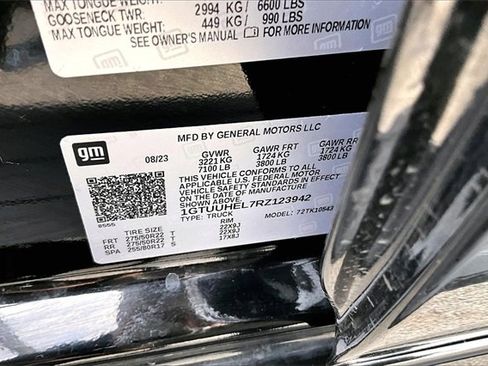 MAX TONGUE WEIGHT: 2994 KG / 6600 LBS
GOOSENECK TWR: 449 KG / 990 LBS
MAX TONGUE WEIGHT:
SEE OWNER'S MANUAL FOR MORE INFORMATION
gm
MFD BY GENERAL MOTORS LLC
08/23 GVWR GAWR FRT GAWR RR
3221 KG 1724 KG 1724 KG
7100 LB 3800 LB 3800 LB
THIS VEHICLE CONFORMS TO ALL
APPLICABLE U.S. FEDERAL MOTOR
VEHICLE SAFETY STANDARDS IN EFFECT
ON THE DATE OF MANUFACTURE SHOWN ABOVE.
1GTUUHEL7RZ123942
TYPE: TRUCK MODEL: 72TK10543
8555
TIRE SIZE RIM
FRT 275/50R22 T 22X9J
RR 275/50R22 T 22X9J
SPA 255/80R17 S 17X8J